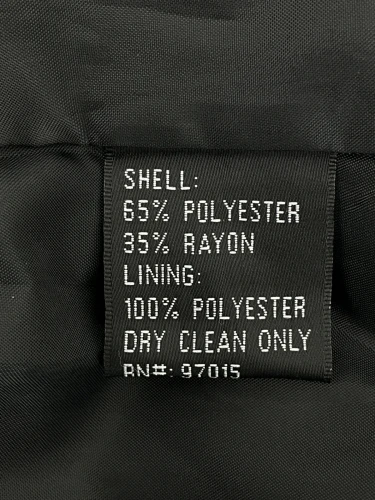 SHELL:
65% POLYESTER
35% RAYON
LINING:
100% POLYESTER
DRY CLEAN ONLY
RN#: 97015